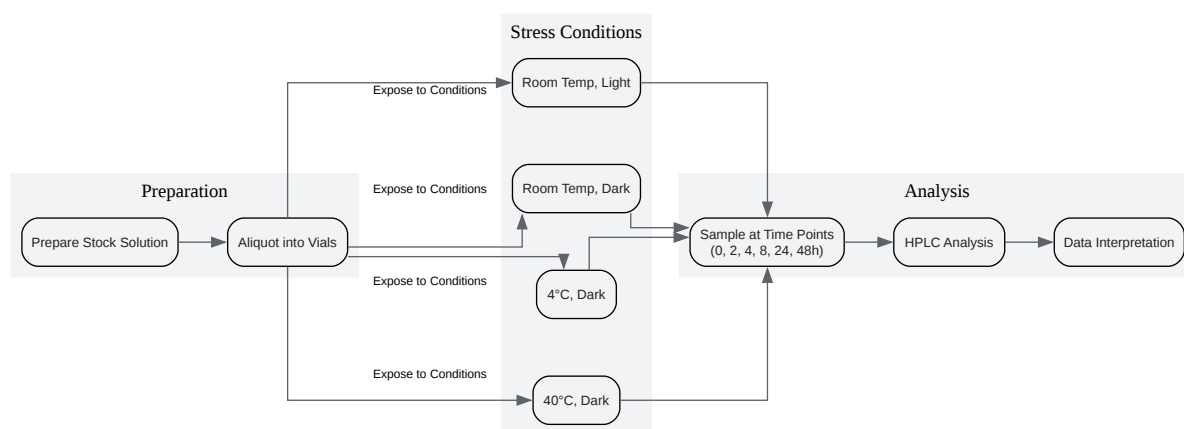 Stress Conditions
Room Temp, Light
Expose to Conditions
Preparation
Expose to Conditions
Room Temp, Dark
Analysis
Prepare Stock Solution
Aliquot into Vials
Sample at Time Points
(0, 2, 4, 8, 24, 48h)
HPLC Analysis
Data Interpretation
Expose to Conditions
4°C, Dark
Expose to Conditions
40°C, Dark